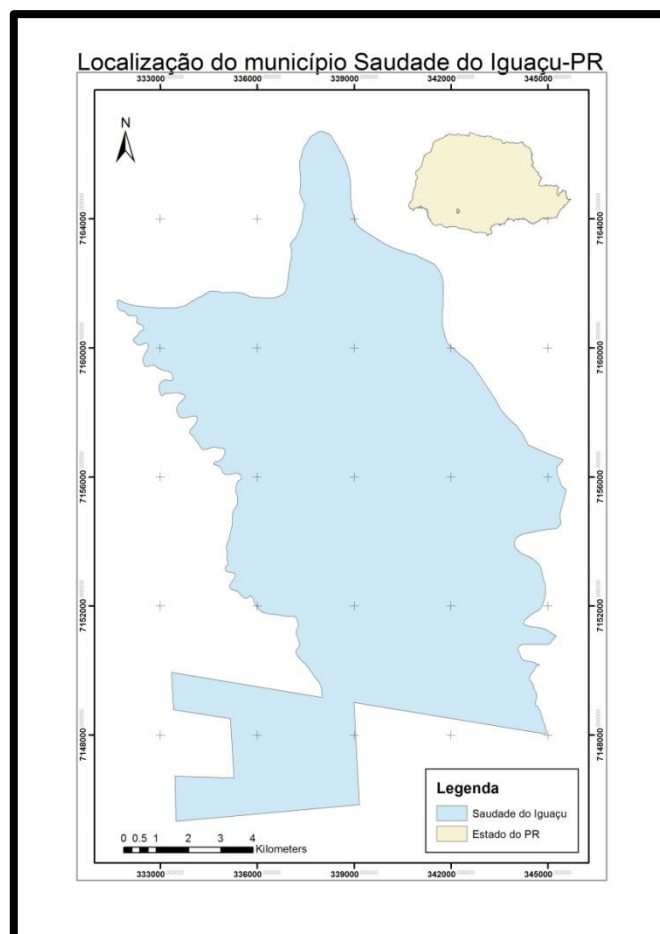 Localização do município Saudade do Iguaçu-PR
333000 336000 339000 342000 345000
N
7164000 7164000
7160000 7160000
7156000 7156000
7152000 7152000
7148000 7148000
Legenda
Saudade do Iguaçu
Estado do PR
0 0.5 1 2 3 4
Kilometers
333000 336000 339000 342000 345000